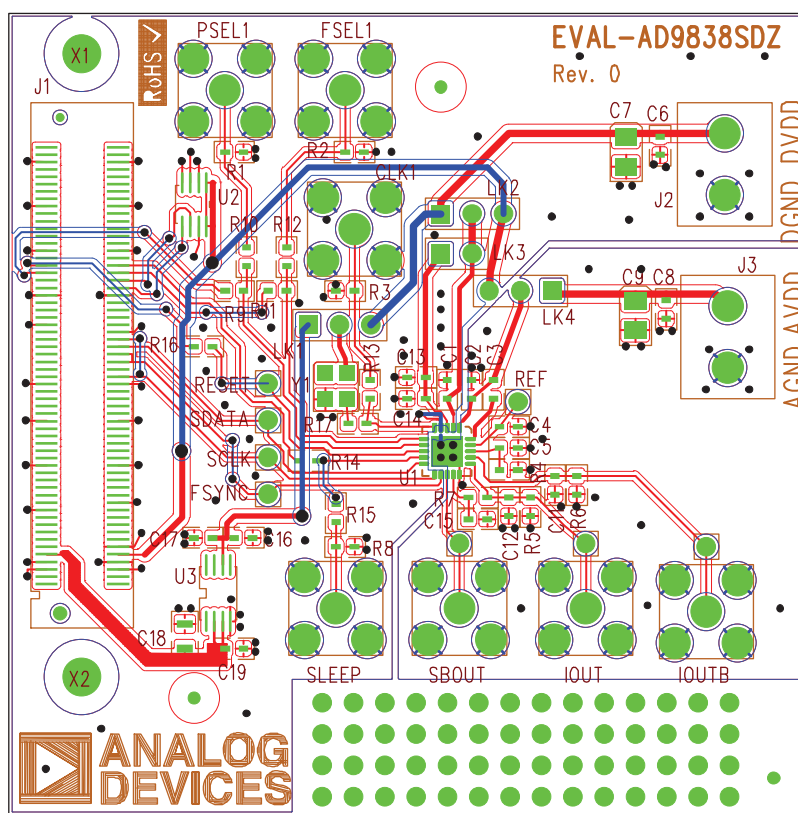 PSEL1
FSEL1
EVAL-AD9838SDZ
Rev. 0
X1
J1
RoHS
C7
C6
DVDD
DGND
J2
R1
R2
U2
CLK1
LK2
R10
R12
LK3
J3
C9
C8
AVDD
AGND
R9
R11
R3
LK4
LK1
R16
R13
C13
C1
C2
C3
RESET
Y1
REF
SDATA
R17
C14
C4
C5
SCLK
R14
U1
R4
FSYNC
R7
R15
C15
C12
R5
C11
R6
C17
C16
R8
U3
C18
C19
X2
SLEEP
SBOUT
IOUT
IOUTB
ANALOG
DEVICES